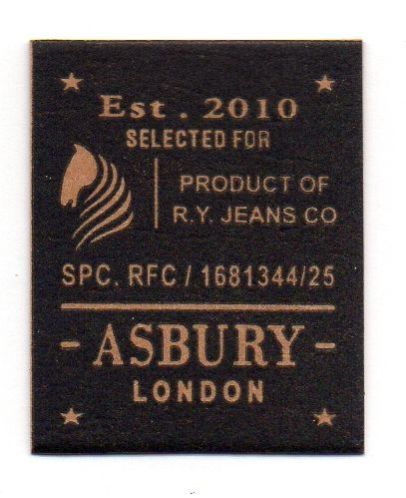 Est. 2010
SELECTED FOR
PRODUCT OF
R.Y. JEANS CO
SPC. RFC / 1681344/25
- ASBURY -
LONDON